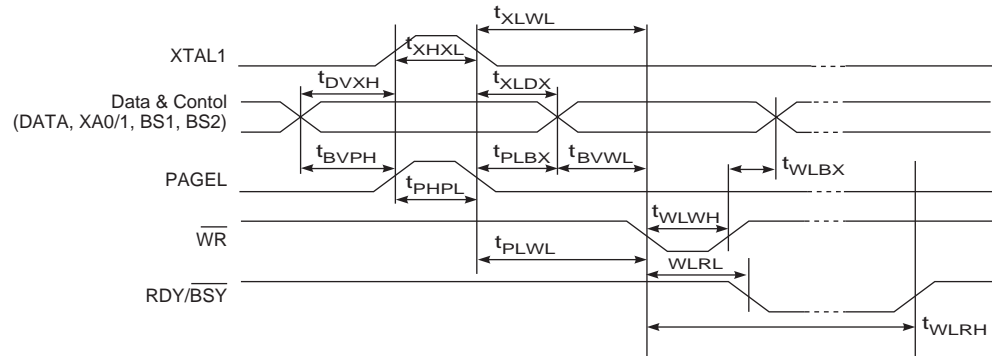 tXLWL
XTAL1
tXHXL
tDVXH
tXLDX
Data & Contol
(DATA, XA0/1, BS1, BS2)
tBVPH
tPLBX
tBVWL
tWLBX
PAGEL
tPHPL
tWLWH
WR
tPLWL
WLRL
RDY/BSY
tWLRH